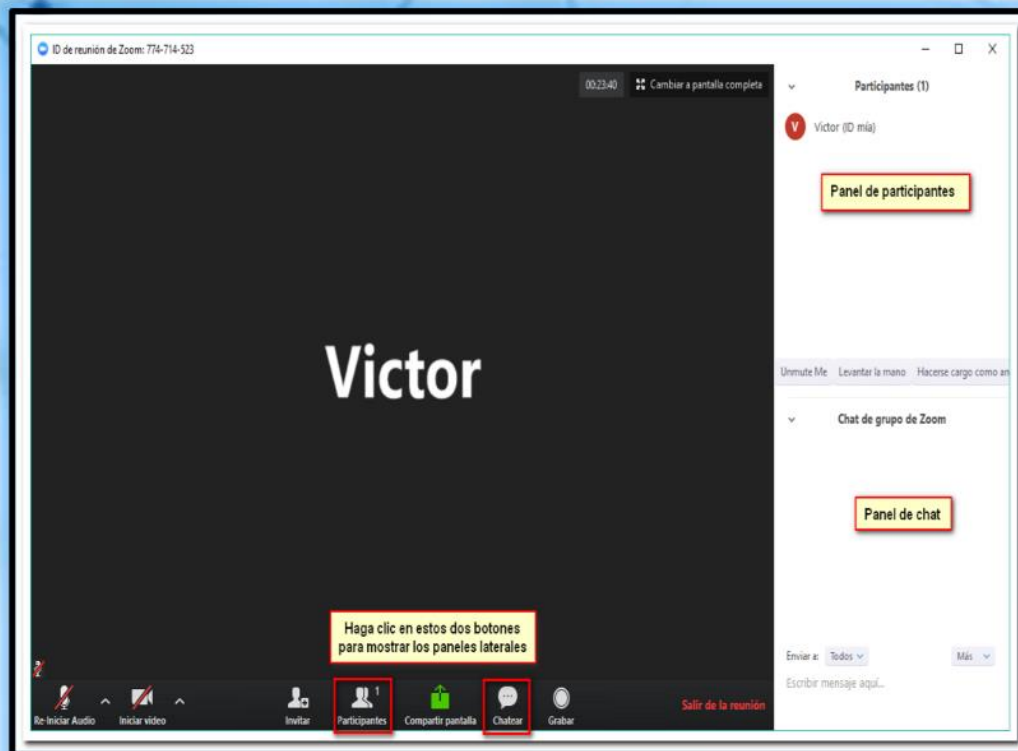 ID de reunión de Zoom: 774-714-523
00:23:40 Cambiar a pantalla completa
Participantes (1)
V Victor (ID mía)
Panel de participantes
Victor
Unmute Me Levantar la mano Hacerse cargo como an
Chat de grupo de Zoom
Panel de chat
Haga clic en estos dos botones
para mostrar los paneles laterales
Enviar a: Todos Más
Escribir mensaje aquí...
Re-Iniciar Audio Iniciar video Invitar Participantes 1 Compartir pantalla Chatear Grabar Salir de la reunión